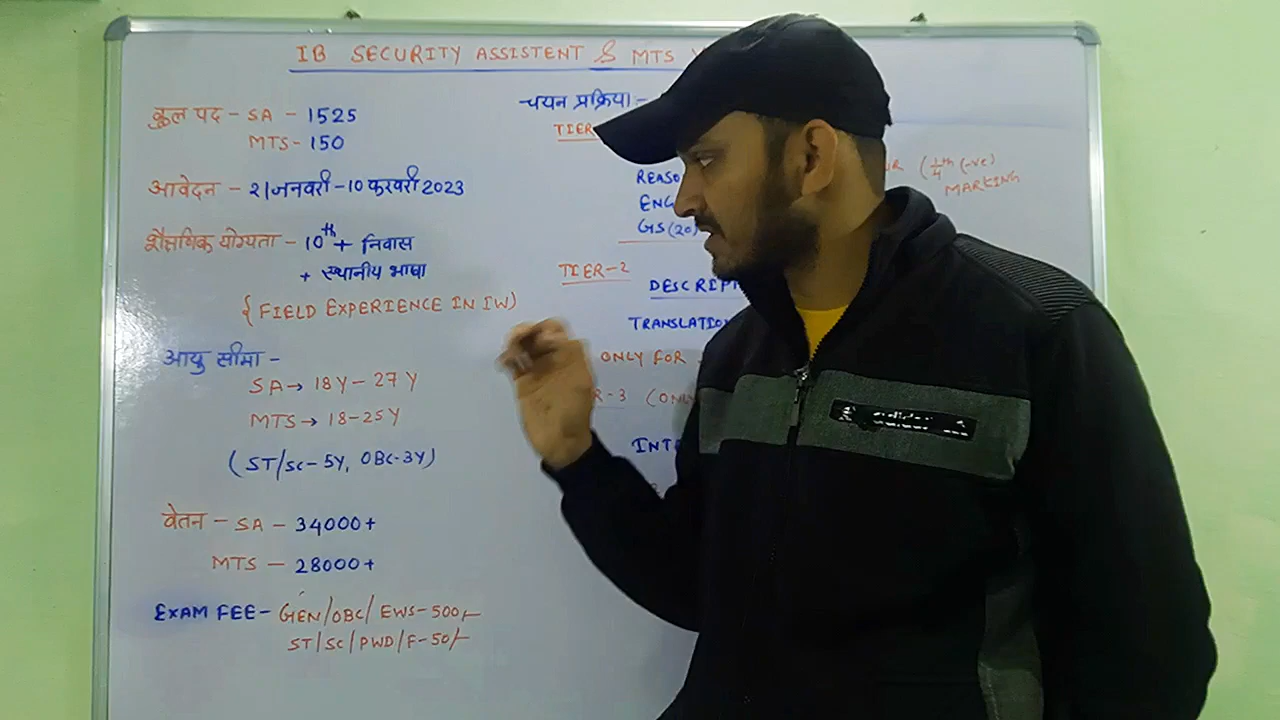 IB SECURITY ASSISTENT & MTS
कुल पद - SA - 1525
MTS - 150
आवेदन - 21 जनवरी - 10 फरवरी 2023
शैक्षणिक योग्यता - 10th + निवास
+ स्थानीय भाषा
{ FIELD EXPERIENCE IN IW)
आयु सीमा -
SA → 18Y - 27 Y
MTS → 18-25Y
(ST/SC-5Y, OBC-3Y)
वेतन - SA - 34000+
MTS - 28000+
EXAM FEE - GEN/OBC/ EWS-500/-
ST/SC/PWD/F-50/-
चयन प्रक्रिया -
TIER
(1/4th (-ve)
MARKING
GS (20)
TIER-2
ONLY FOR